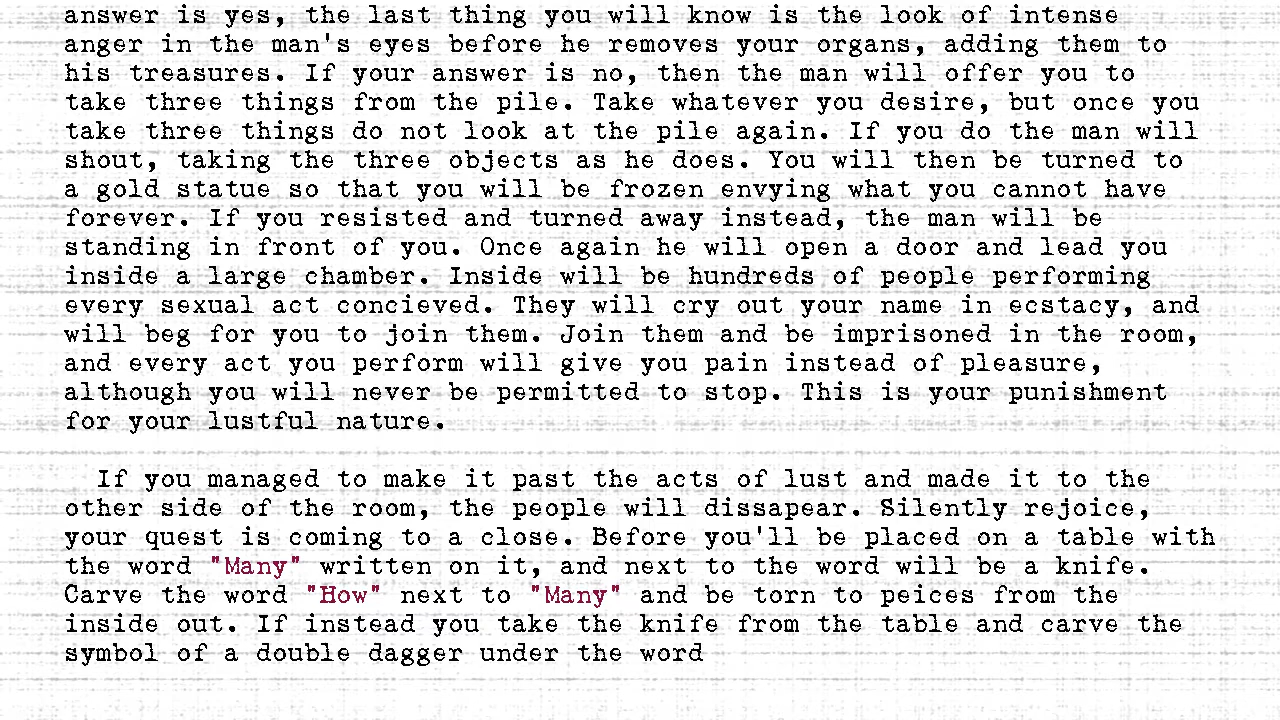 answer is yes, the last thing you will know is the look of intense
anger in the man's eyes before he removes your organs, adding them to
his treasures. If your answer is no, then the man will offer you to
take three things from the pile. Take whatever you desire, but once you
take three things do not look at the pile again. If you do the man will
shout, taking the three objects as he does. You will then be turned to
a gold statue so that you will be frozen envying what you cannot have
forever. If you resisted and turned away instead, the man will be
standing in front of you. Once again he will open a door and lead you
inside a large chamber. Inside will be hundreds of people performing
every sexual act concieved. They will cry out your name in ecstacy, and
will beg for you to join them. Join them and be imprisoned in the room,
and every act you perform will give you pain instead of pleasure,
although you will never be permitted to stop. This is your punishment
for your lustful nature.
If you managed to make it past the acts of lust and made it to the
other side of the room, the people will dissapear. Silently rejoice,
your quest is coming to a close. Before you'll be placed on a table with
the word "Many" written on it, and next to the word will be a knife.
Carve the word "How" next to "Many" and be torn to peices from the
inside out. If instead you take the knife from the table and carve the
symbol of a double dagger under the word